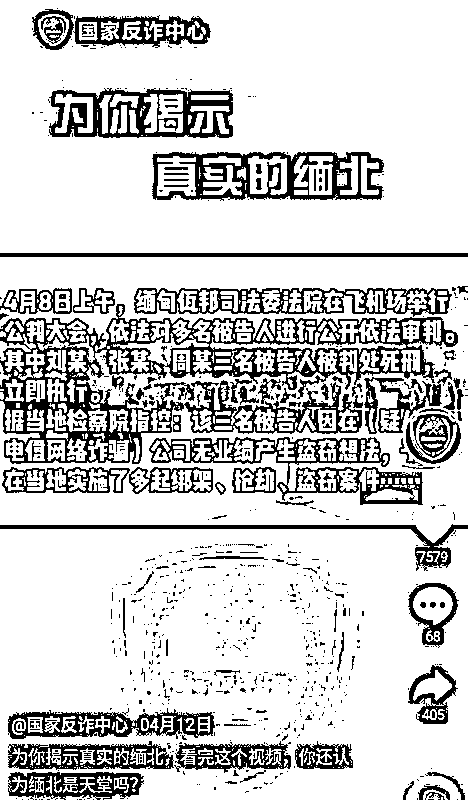 国家反诈中心
为你揭示
真实的缅北
4月8日上午，缅甸佤邦司法委法院在飞机场举行
公判大会，依法对多名被告人进行公开依法审判。
其中刘某、张某、周某三名被告人被判处死刑，
立即执行。
据当地检察院指控：该三名被告人因在（疑
电信网络诈骗）公司无业绩产生盗窃想法，
在当地实施了多起绑架、抢劫、盗窃案件……
7579
68
405
@国家反诈中心 04月12日
为你揭示真实的缅北，看完这个视频，你还认
为缅北是天堂吗？